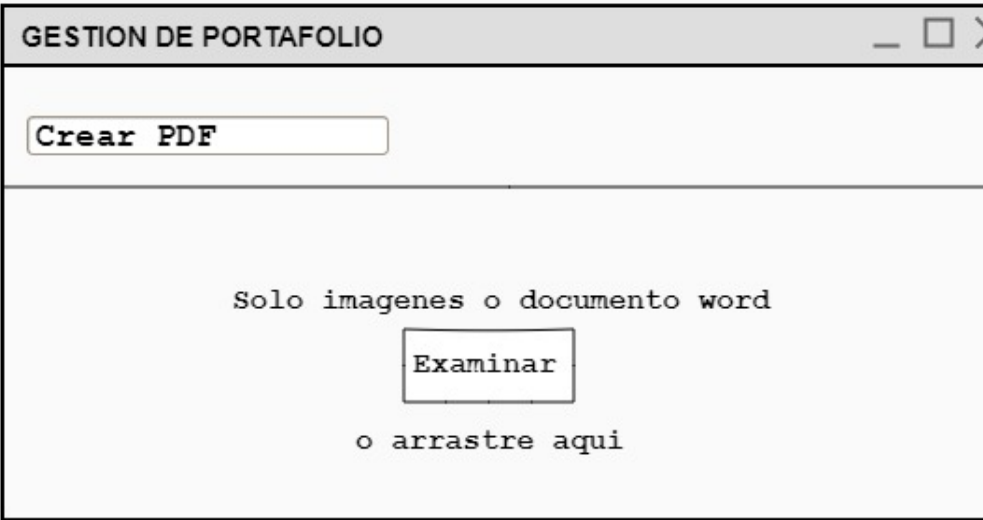 GESTION DE PORTAFOLIO
Crear PDF
Solo imagenes o documento word
Examinar
o arrastre aqui